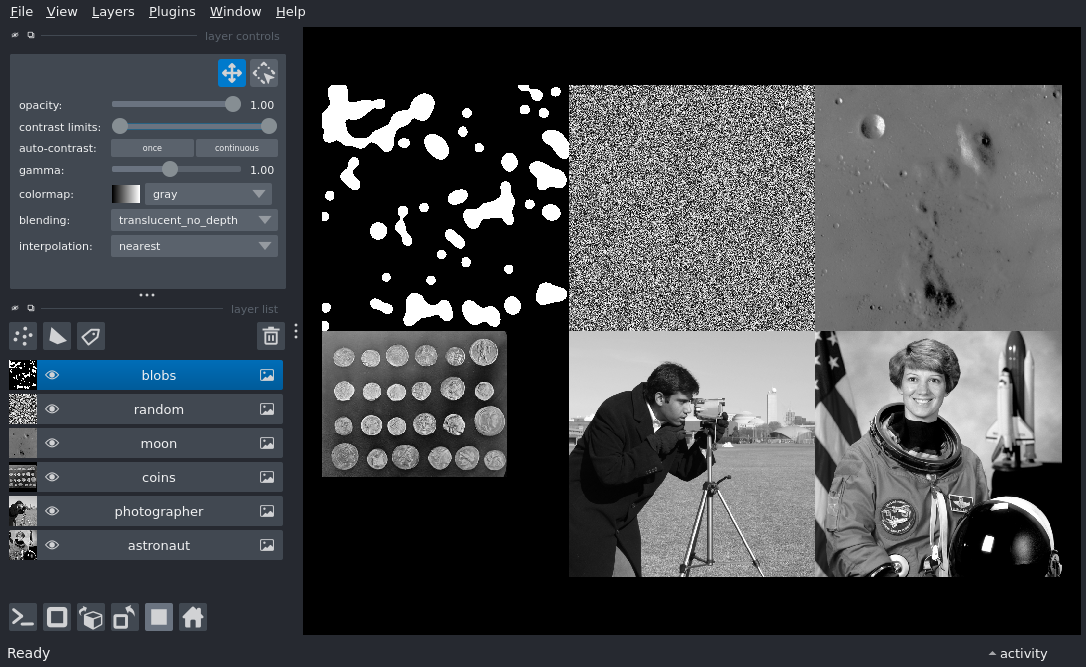 File View Layers Plugins Window Help
layer controls
opacity: 1.00
contrast limits:
auto-contrast: once continuous
gamma: 1.00
colormap: gray
blending: translucent_no_depth
interpolation: nearest
layer list
blobs
random
moon
coins
photographer
astronaut
Ready
activity